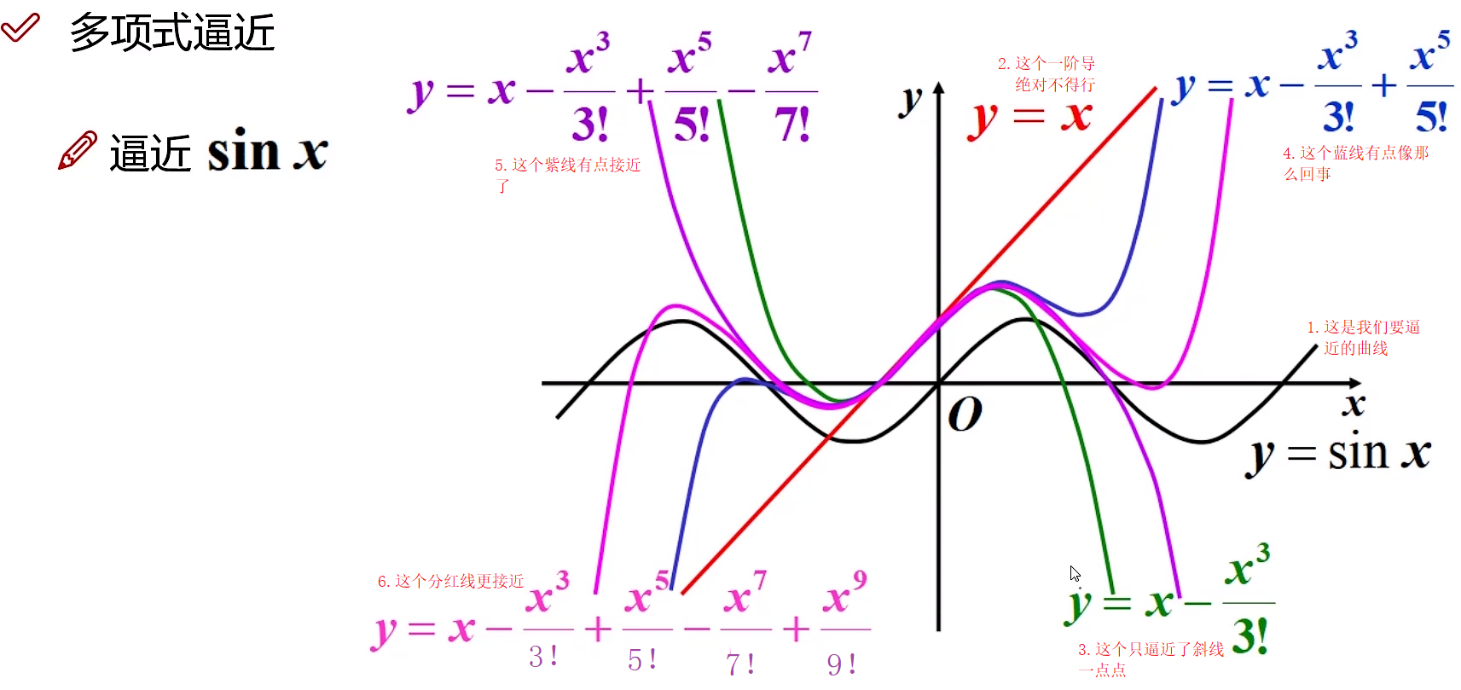 多项式逼近
逼近 sin x
y = x - x³/3! + x⁵/5! - x⁷/7!
5.这个紫线有点接近
了
2.这个一阶导
绝对不得行
y = x
y = x - x³/3! + x⁵/5!
4.这个蓝线有点像那
么回事
y
1.这是我们要逼
近的曲线
O
x
y = sin x
6.这个分红线更接近
y = x - x³/3! + x⁵/5! - x⁷/7! + x⁹/9!
y = x - x³/3!
3.这个只逼近了斜线
一点点